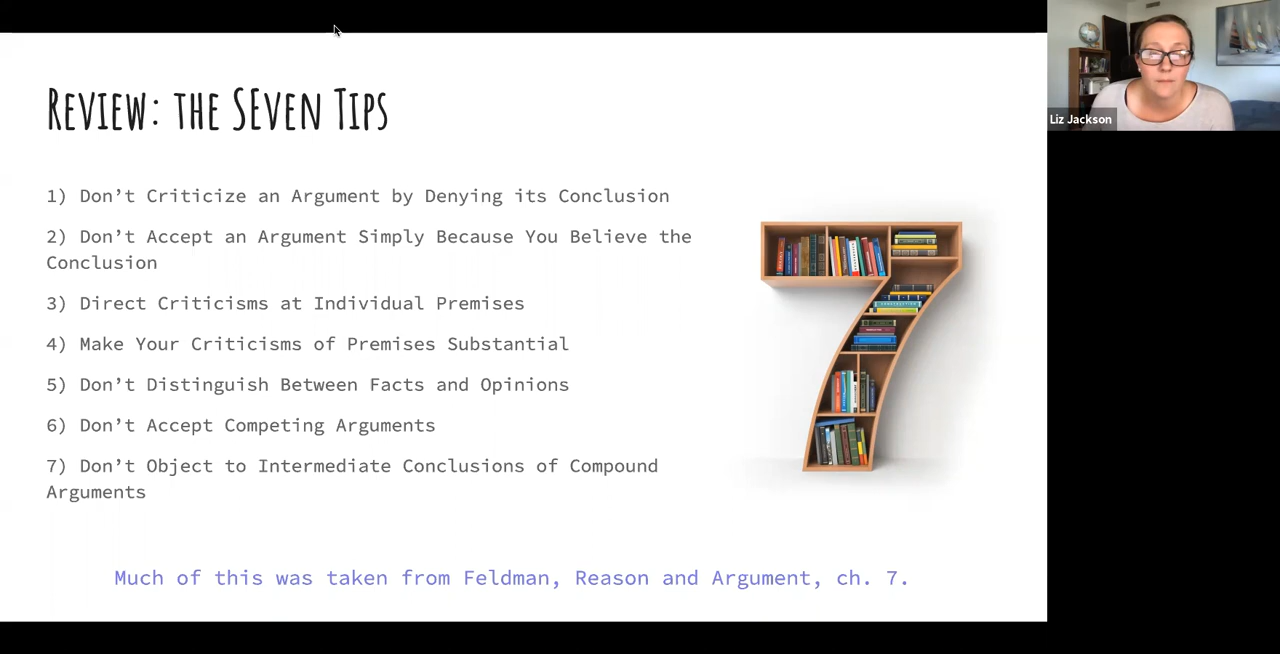 Review: the SEven Tips
1) Don’t Criticize an Argument by Denying its Conclusion
2) Don’t Accept an Argument Simply Because You Believe the
Conclusion
3) Direct Criticisms at Individual Premises
4) Make Your Criticisms of Premises Substantial
5) Don’t Distinguish Between Facts and Opinions
6) Don’t Accept Competing Arguments
7) Don’t Object to Intermediate Conclusions of Compound
Arguments
Much of this was taken from Feldman, Reason and Argument, ch. 7.
Liz Jackson